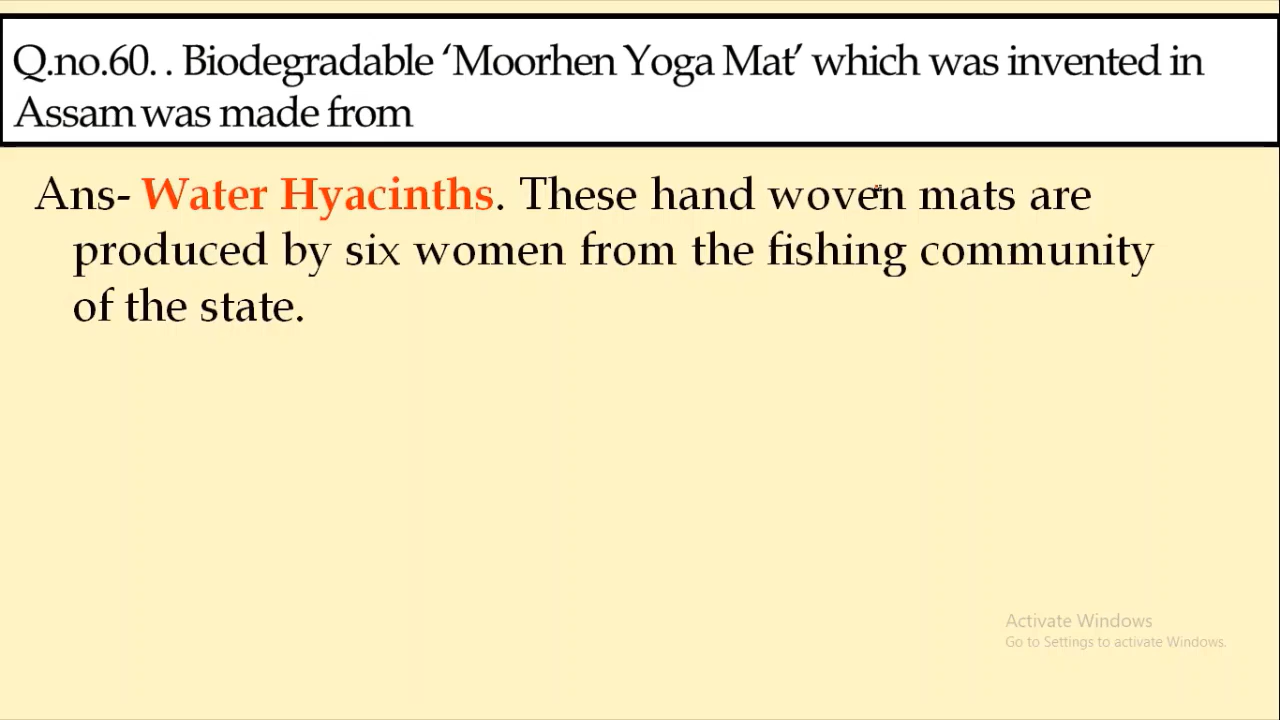 Q.no.60. . Biodegradable ‘Moorhen Yoga Mat’ which was invented in
Assam was made from
Ans- Water Hyacinths. These hand woven mats are
produced by six women from the fishing community
of the state.
Activate Windows
Go to Settings to activate Windows.